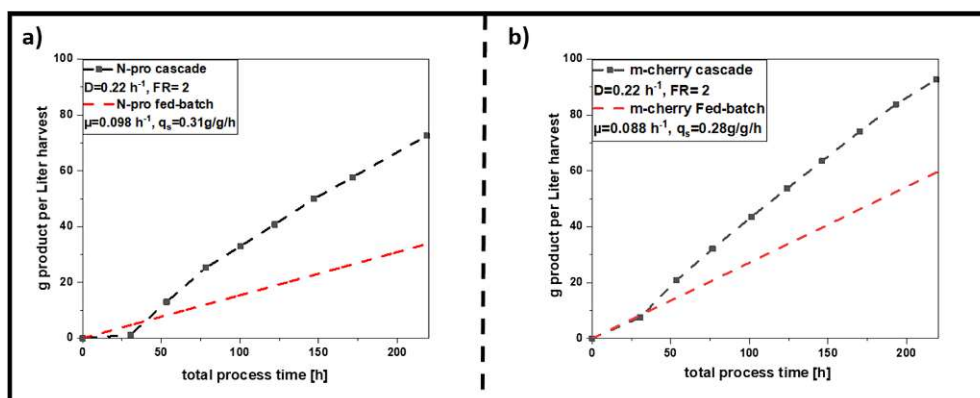 a)
N-pro cascade
D=0.22 h⁻¹, FR= 2
N-pro fed-batch
μ=0.098 h⁻¹, qₛ=0.31g/g/h
100
80
60
40
20
0
g product per Liter harvest
0 50 100 150 200
total process time [h]
b)
m-cherry cascade
D=0.22 h⁻¹, FR= 2
m-cherry Fed-batch
μ=0.088 h⁻¹, qₛ=0.28g/g/h
100
80
60
40
20
0
g product per Liter harvest
0 50 100 150 200
total process time [h]